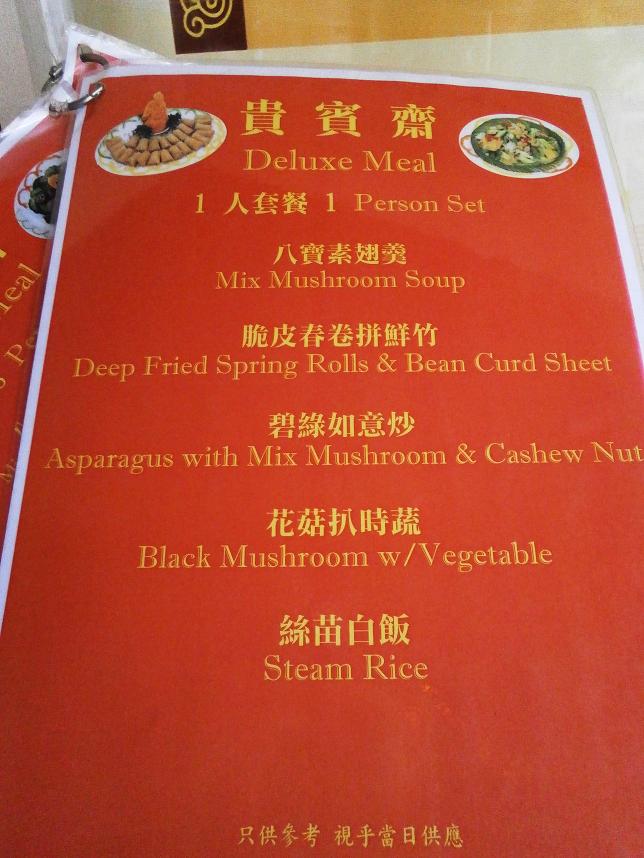 貴賓齋
Deluxe Meal
1 人套餐 1 Person Set
八寶素翅羹
Mix Mushroom Soup
脆皮春卷拼鮮竹
Deep Fried Spring Rolls & Bean Curd Sheet
碧綠如意炒
Asparagus with Mix Mushroom & Cashew Nut
花菇扒時蔬
Black Mushroom w/Vegetable
絲苗白飯
Steam Rice
只供參考 視乎當日供應